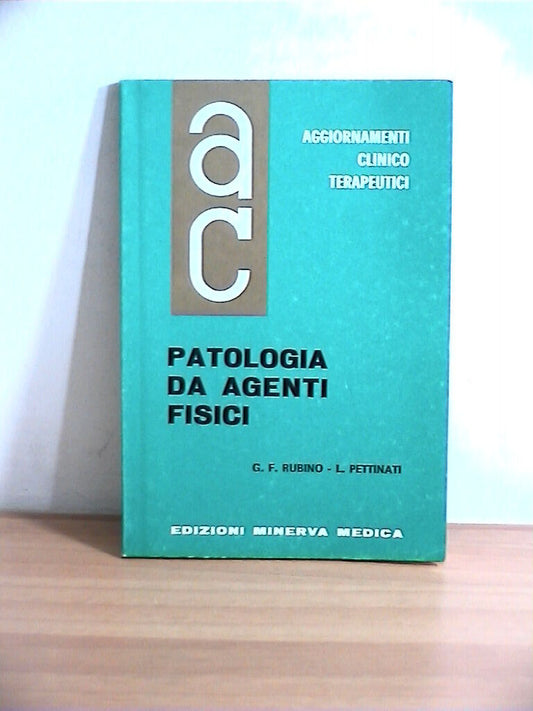 ac
AGGIORNAMENTI
CLINICO
TERAPEUTICI
PATOLOGIA
DA AGENTI
FISICI
G. F. RUBINO - L. PETTINATI
EDIZIONI MINERVA MEDICA